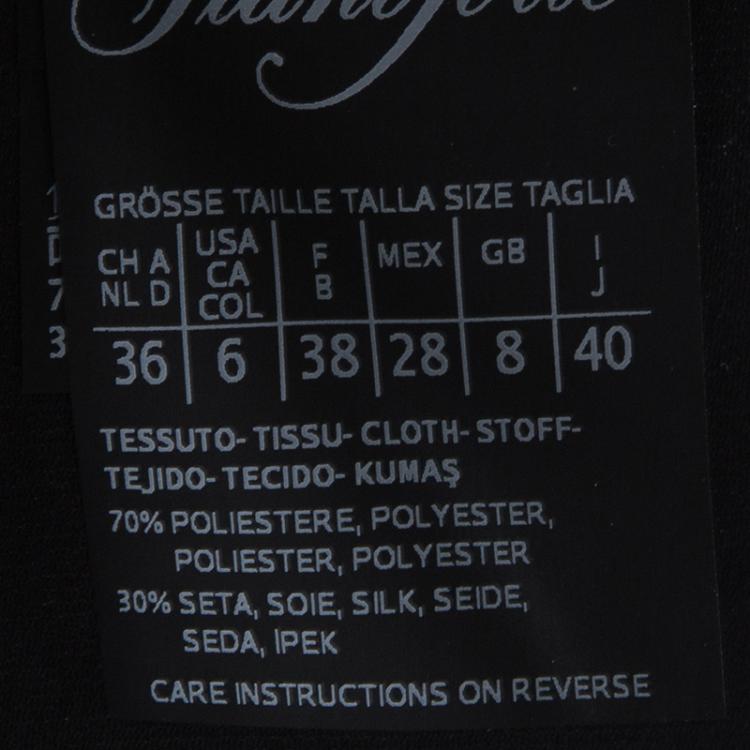 GRÖSSE TAILLE TALLA SIZE TAGLIA
CH A NL D
USA CA COL
F B
MEX
GB
I J
36 6 38 28 8 40
TESSUTO- TISSU- CLOTH- STOFF-
TEJIDO- TECIDO- KUMAŞ
70% POLIESTERE, POLYESTER,
POLIESTER, POLYESTER
30% SETA, SOIE, SILK, SEIDE,
SEDA, İPEK
CARE INSTRUCTIONS ON REVERSE